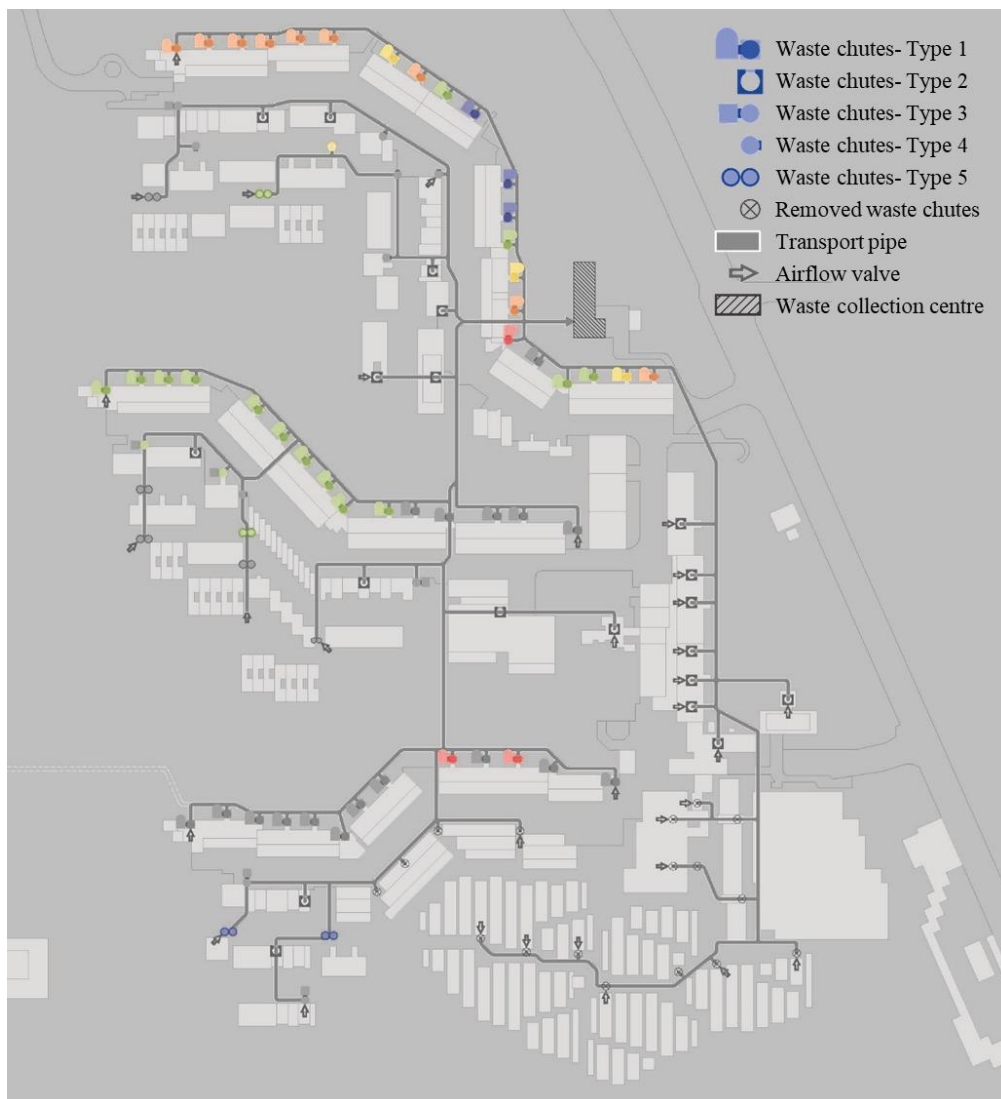 Waste chutes- Type 1
Waste chutes- Type 2
Waste chutes- Type 3
Waste chutes- Type 4
Waste chutes- Type 5
Removed waste chutes
Transport pipe
Airflow valve
Waste collection centre